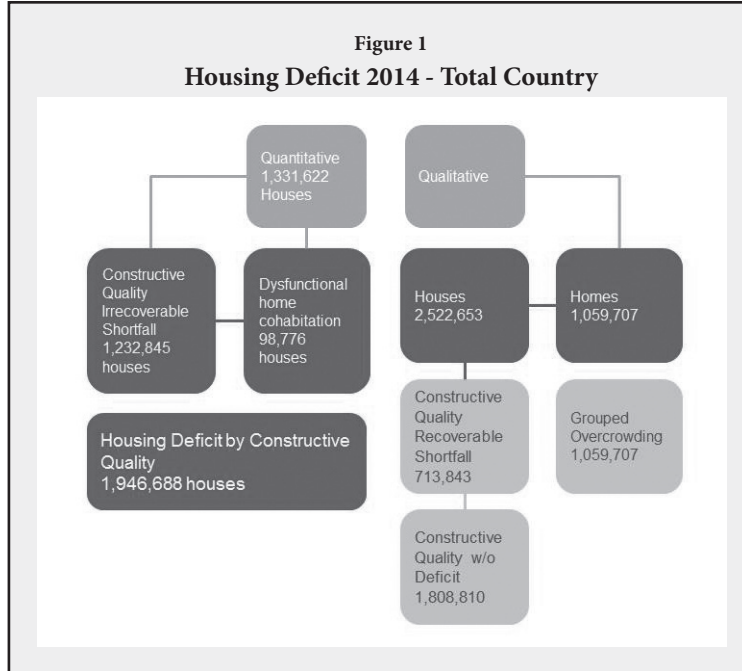 Figure 1
Housing Deficit 2014 - Total Country
Quantitative
1,331,622
Houses
Qualitative
Constructive
Quality
Irrecoverable
Shortfall
1,232,845
houses
Dysfunctional
home
cohabitation
98,776
houses
Houses
2,522,653
Homes
1,059,707
Housing Deficit by Constructive
Quality
1,946,688 houses
Constructive
Quality
Recoverable
Shortfall
713,843
Grouped
Overcrowding
1,059,707
Constructive
Quality w/o
Deficit
1,808,810